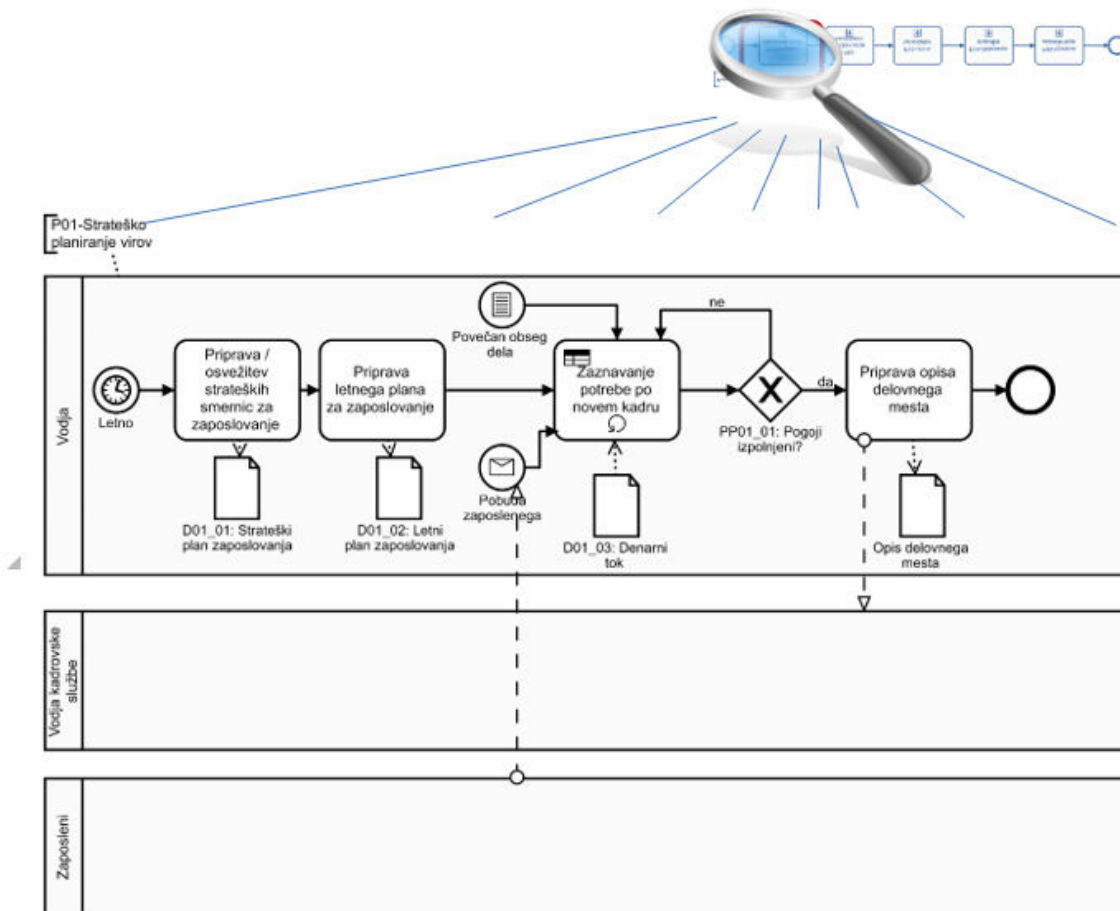 P01-Strateško
planiranje virov
Vodja
Letno
Priprava /
osvežitev
strateških
smernic za
zaposlovanje
D01_01: Strateški
plan zaposlovanja
Priprava
letnega plana
za zaposlovanje
D01_02: Letni
plan zaposlovanja
Povečan obseg
dela
Pobuda
zaposlenega
Zaznavanje
potrebe po
novem kadru
D01_03: Denarni
tok
ne
PP01_01: Pogoji
izpolnjeni?
da
Priprava opisa
delovnega
mesta
Opis delovnega
mesta
Vodja kadrovske
službe
Zaposleni